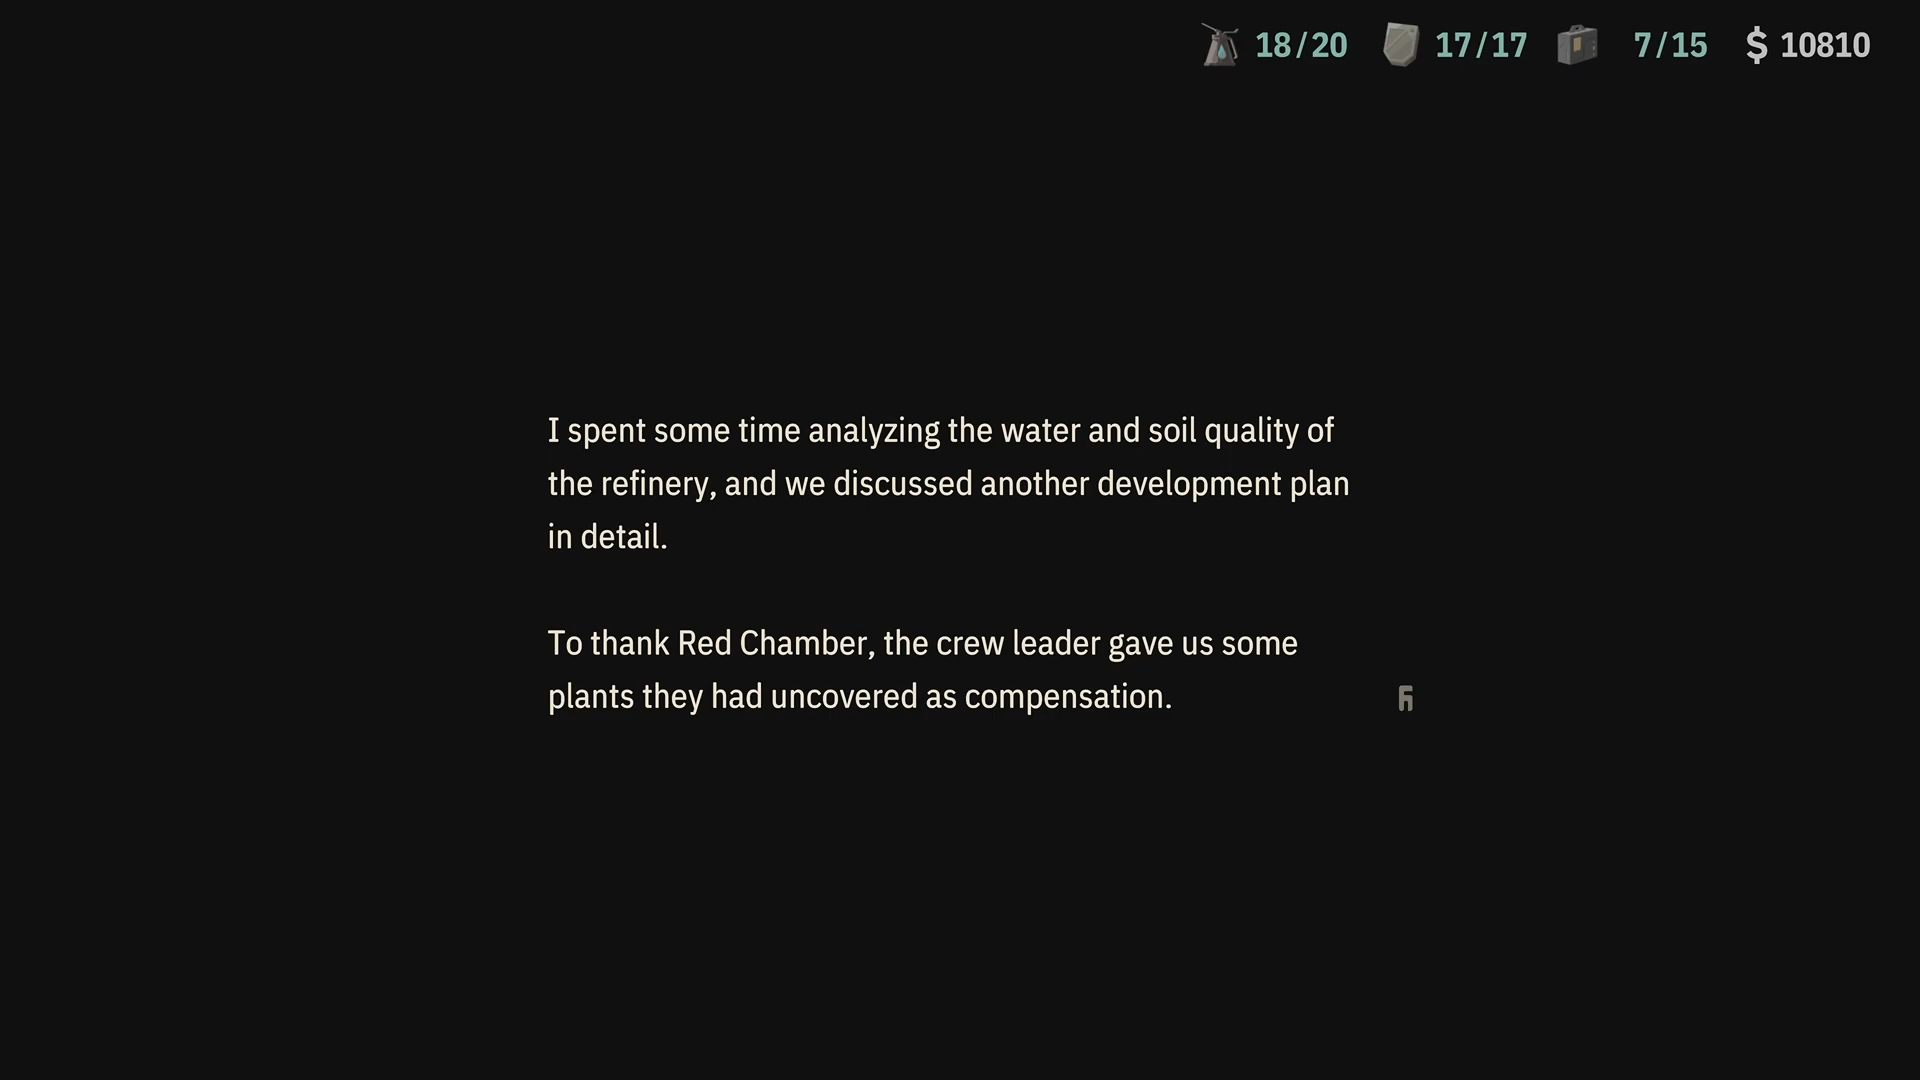 18/20 17/17 7/15 $ 10810
I spent some time analyzing the water and soil quality of
the refinery, and we discussed another development plan
in detail.
To thank Red Chamber, the crew leader gave us some
plants they had uncovered as compensation.